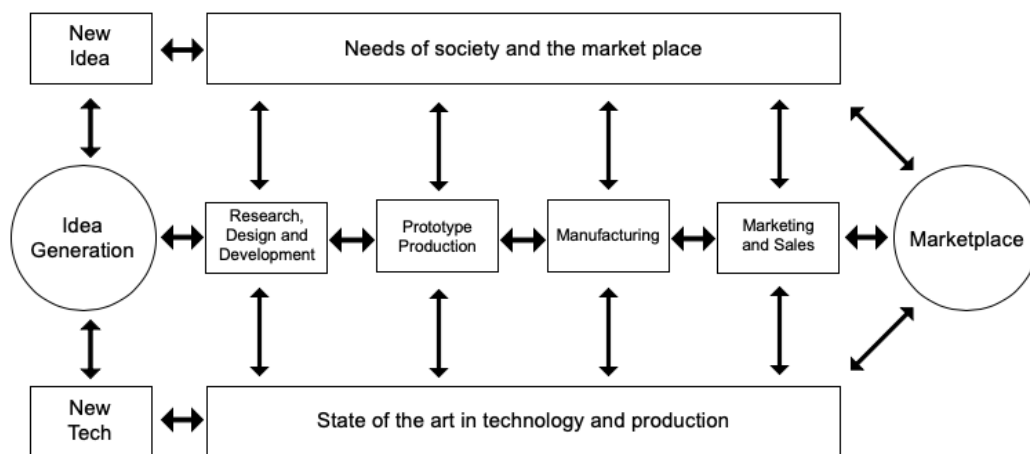 New
Idea
Needs of society and the market place
Idea
Generation
Research,
Design and
Development
Prototype
Production
Manufacturing
Marketing
and Sales
Marketplace
New
Tech
State of the art in technology and production